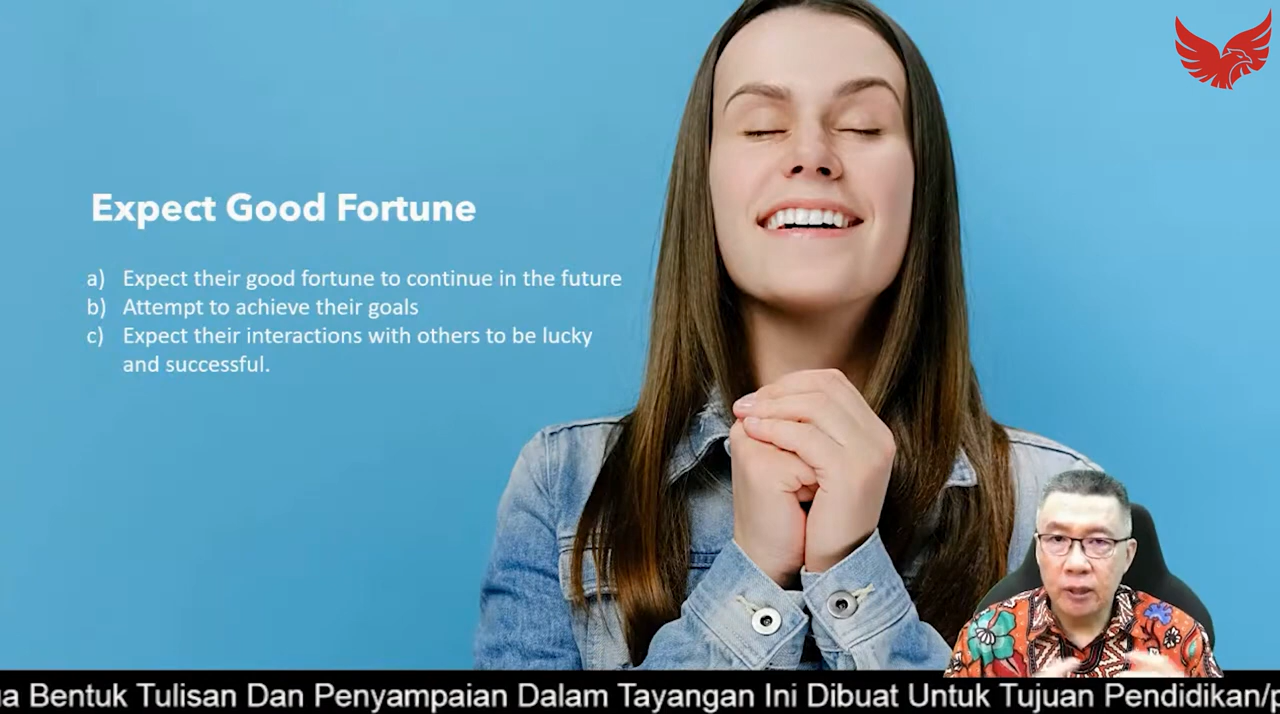 Expect Good Fortune
a) Expect their good fortune to continue in the future
b) Attempt to achieve their goals
c) Expect their interactions with others to be lucky
and successful.
Bentuk Tulisan Dan Penyampaian Dalam Tayangan Ini Dibuat Untuk Tujuan Pendidikan/